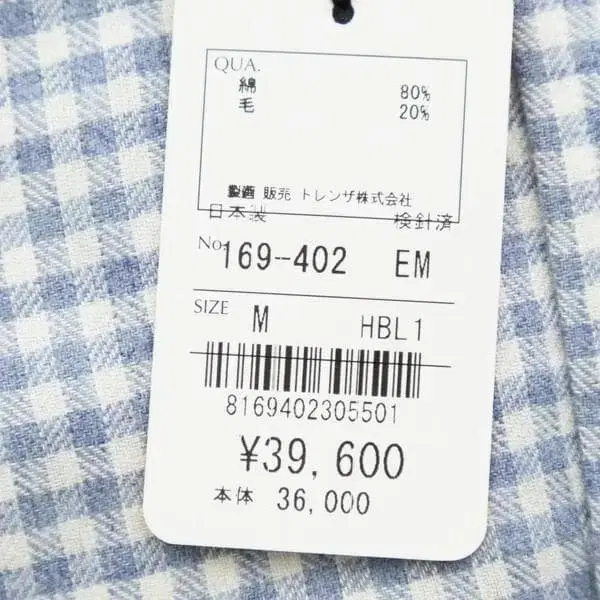 QUA.
綿 80%
毛 20%
販売 トレンザ株式会社
日本製 検針済
No. 169-402 EM
SIZE M HBL1
8169402305501
¥39,600
本体 36,000